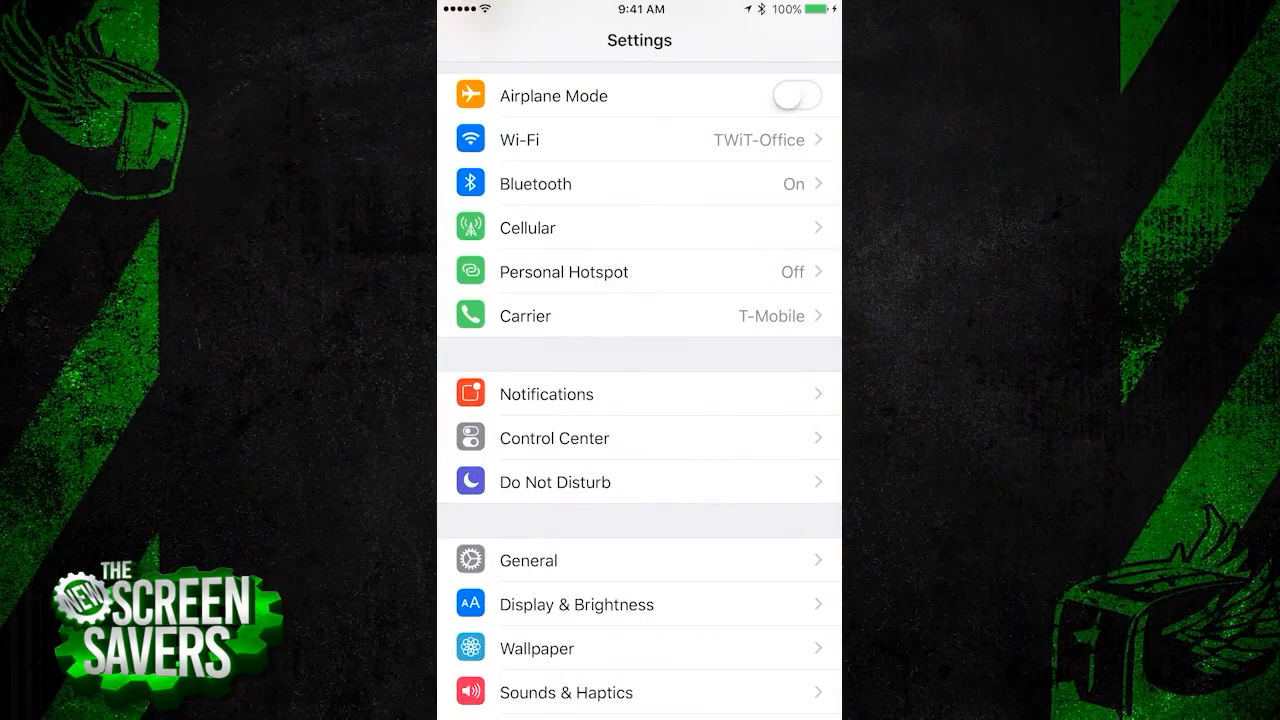 9:41 AM 100%
Settings
Airplane Mode
Wi-Fi TWiT-Office
Bluetooth On
Cellular
Personal Hotspot Off
Carrier T-Mobile
Notifications
Control Center
Do Not Disturb
General
AA Display & Brightness
Wallpaper
Sounds & Haptics
THE
NEW SCREEN
SAVERS